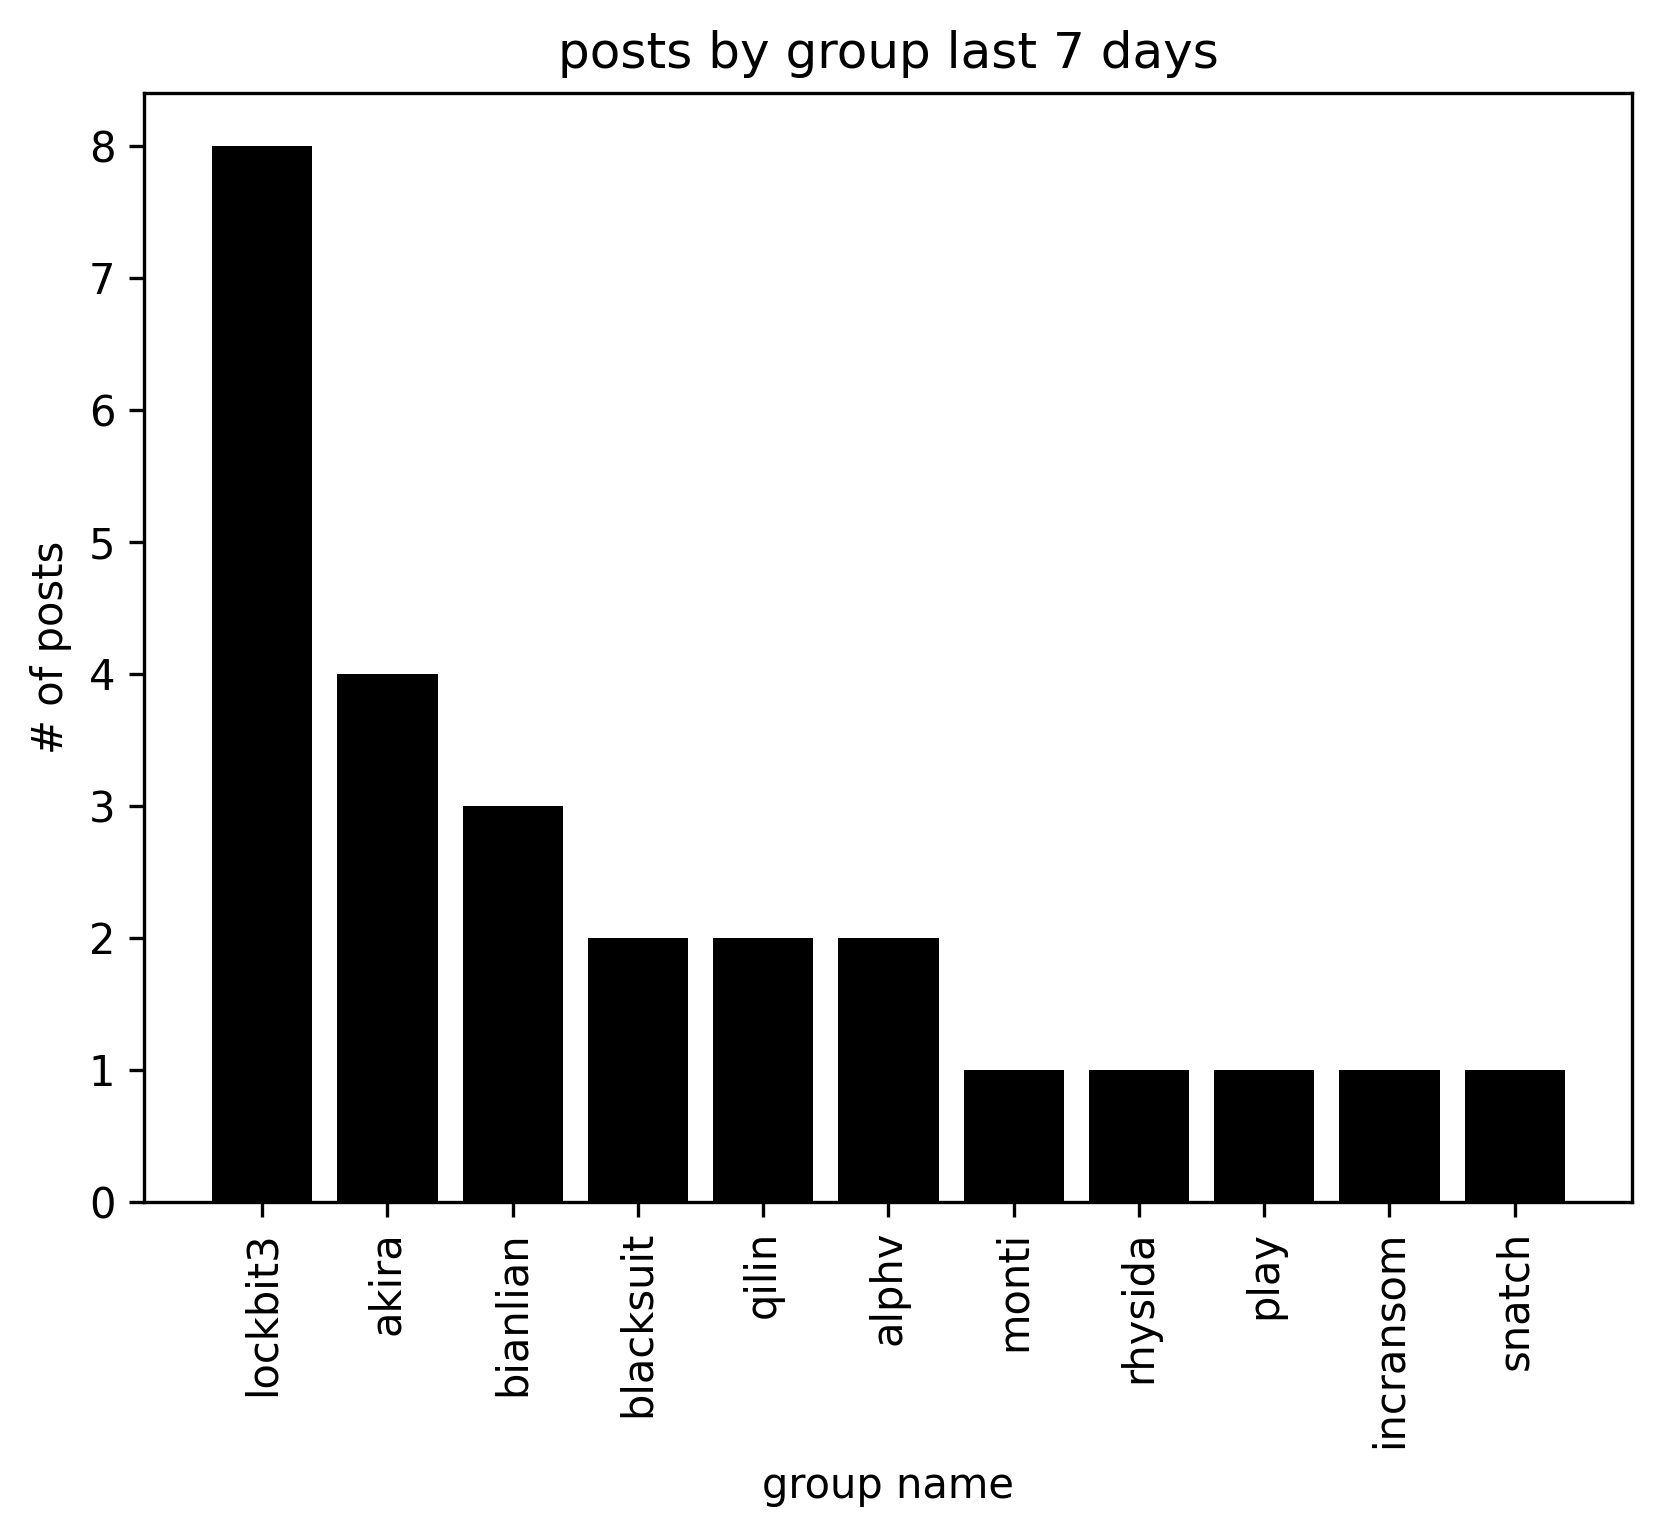 posts by group last 7 days
# of posts
8
7
6
5
4
3
2
1
0
lockbit3
akira
bianlian
blacksuit
qilin
alphv
monti
rhysida
play
incransom
snatch
group name